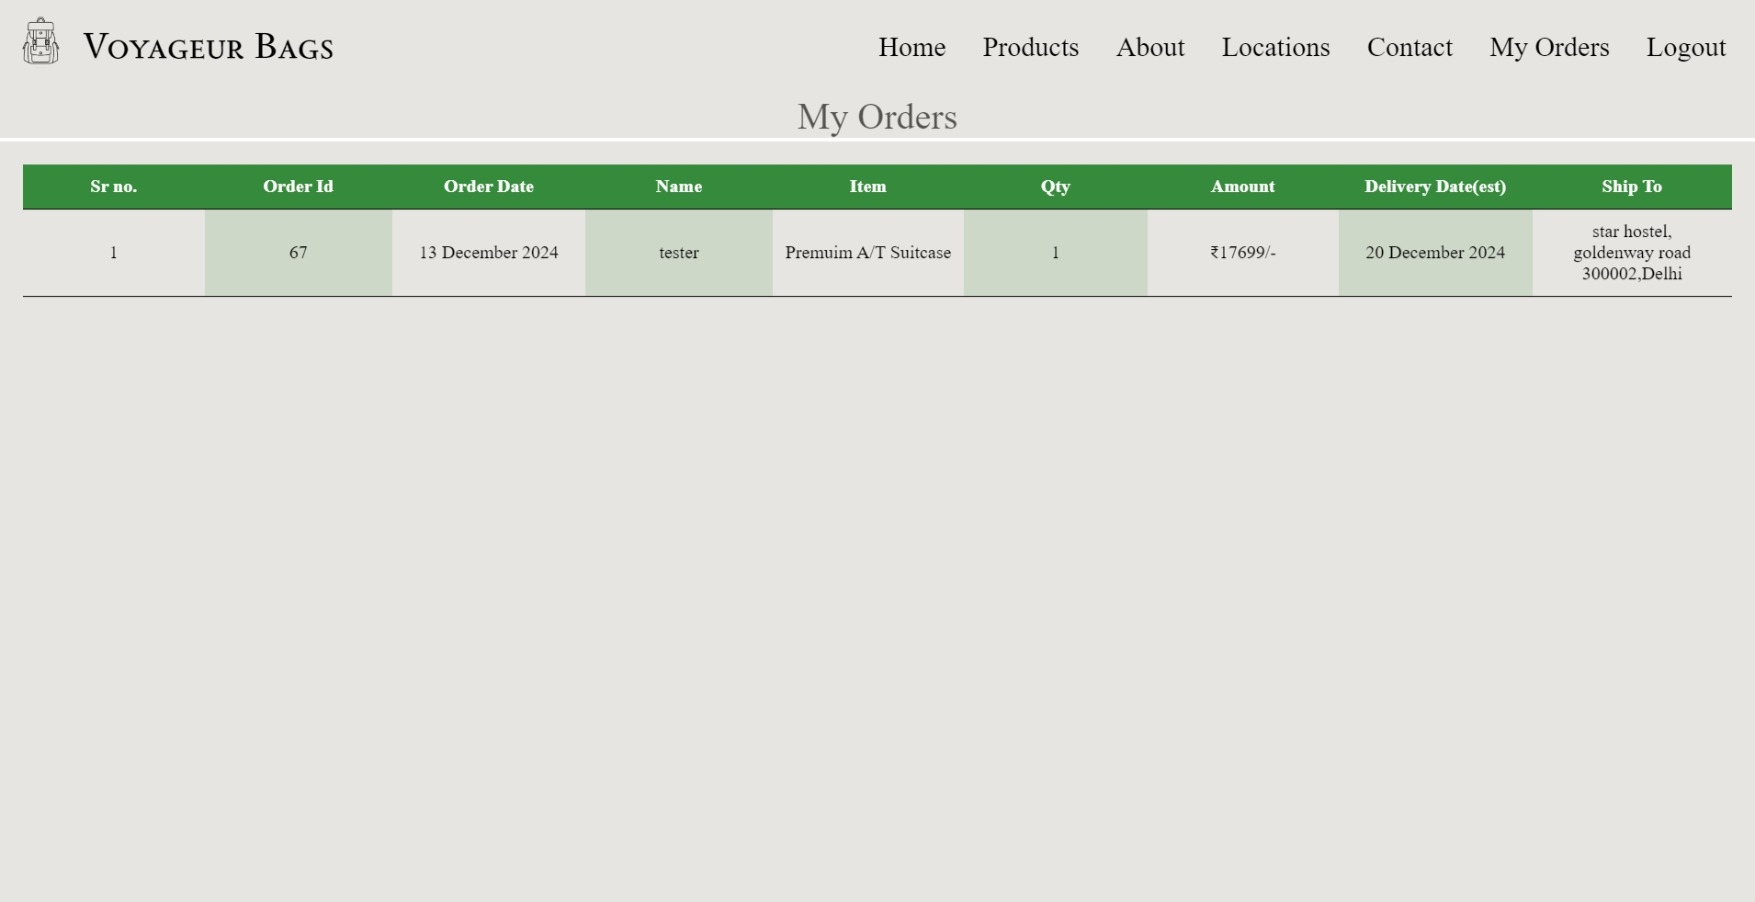 Voyageur Bags
Home Products About Locations Contact My Orders Logout
My Orders
Sr no. Order Id Order Date Name Item Qty Amount Delivery Date(est) Ship To
1 67 13 December 2024 tester Premuim A/T Suitcase 1 ₹17699/- 20 December 2024 star hostel,
goldenway road
300002,Delhi